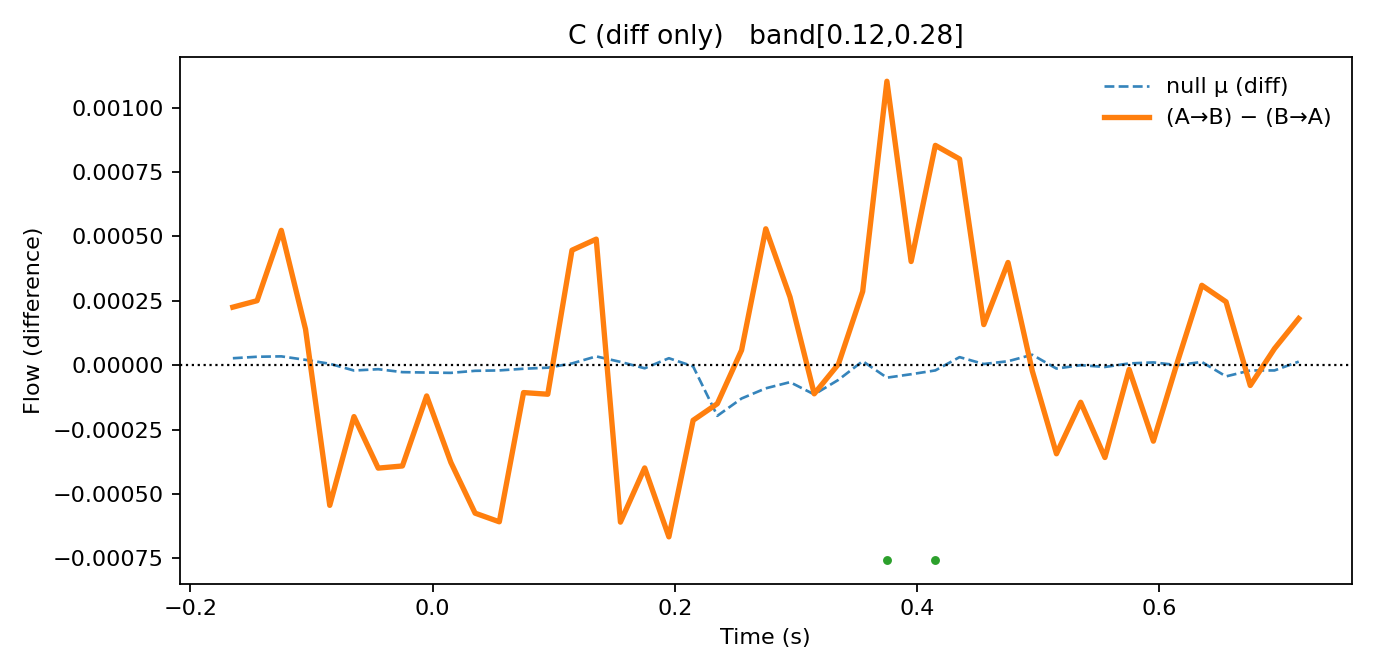 C (diff only)   band[0.12,0.28]
null μ (diff)
(A→B) − (B→A)
Flow (difference)
0.00100
0.00075
0.00050
0.00025
0.00000
−0.00025
−0.00050
−0.00075
−0.2 0.0 0.2 0.4 0.6
Time (s)